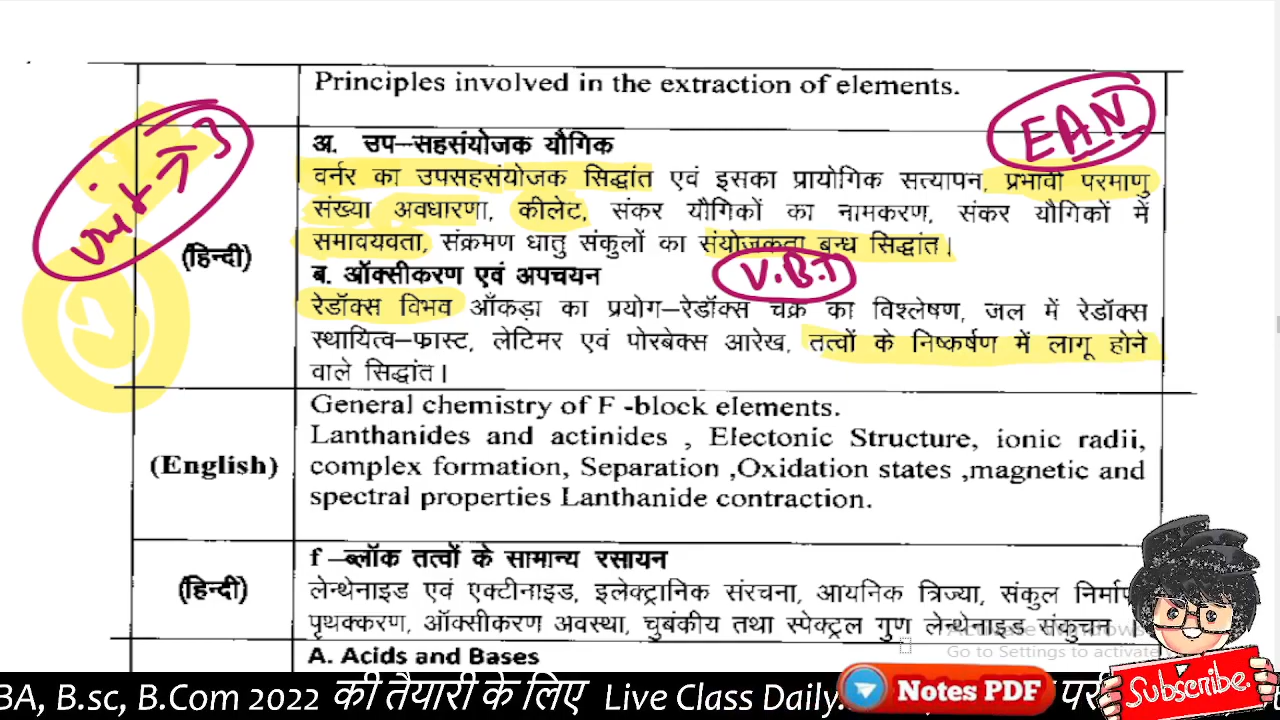 Principles involved in the extraction of elements.
EAN
अ. उप–सहसंयोजक यौगिक
वर्नर का उपसहसंयोजक सिद्धांत एवं इसका प्रायोगिक सत्यापन, प्रभावी परमाणु
संख्या अवधारणा, कीलेट, संकर यौगिकों का नामकरण, संकर यौगिकों में
समावयवता, संक्रमण धातु संकुलों का संयोजकता बन्ध सिद्धांत।
(हिन्दी)
ब. ऑक्सीकरण एवं अपचयन
V.B.T
रेडॉक्स विभव आँकड़ा का प्रयोग–रेडॉक्स चक्र का विश्लेषण, जल में रेडॉक्स
स्थायित्व–फ्रास्ट, लेटिमर एवं पोरबेक्स आरेख, तत्वों के निष्कर्षण में लागू होने
वाले सिद्धांत।
General chemistry of F -block elements.
Lanthanides and actinides , Electonic Structure, ionic radii,
(English)
complex formation, Separation ,Oxidation states ,magnetic and
spectral properties Lanthanide contraction.
f –ब्लॉक तत्वों के सामान्य रसायन
(हिन्दी)
लेन्थेनाइड एवं एक्टीनाइड, इलेक्ट्रानिक संरचना, आयनिक त्रिज्या, संकुल
पृथक्करण, ऑक्सीकरण अवस्था, चुबंकीय तथा स्पेक्ट्रल गुण लेन्थेनाइड संकुचन
Go to Settings to activate
A. Acids and Bases
BA, B.sc, B.Com 2022 की तैयारी के लिए Live Class Daily.
Notes PDF
Subscribe.